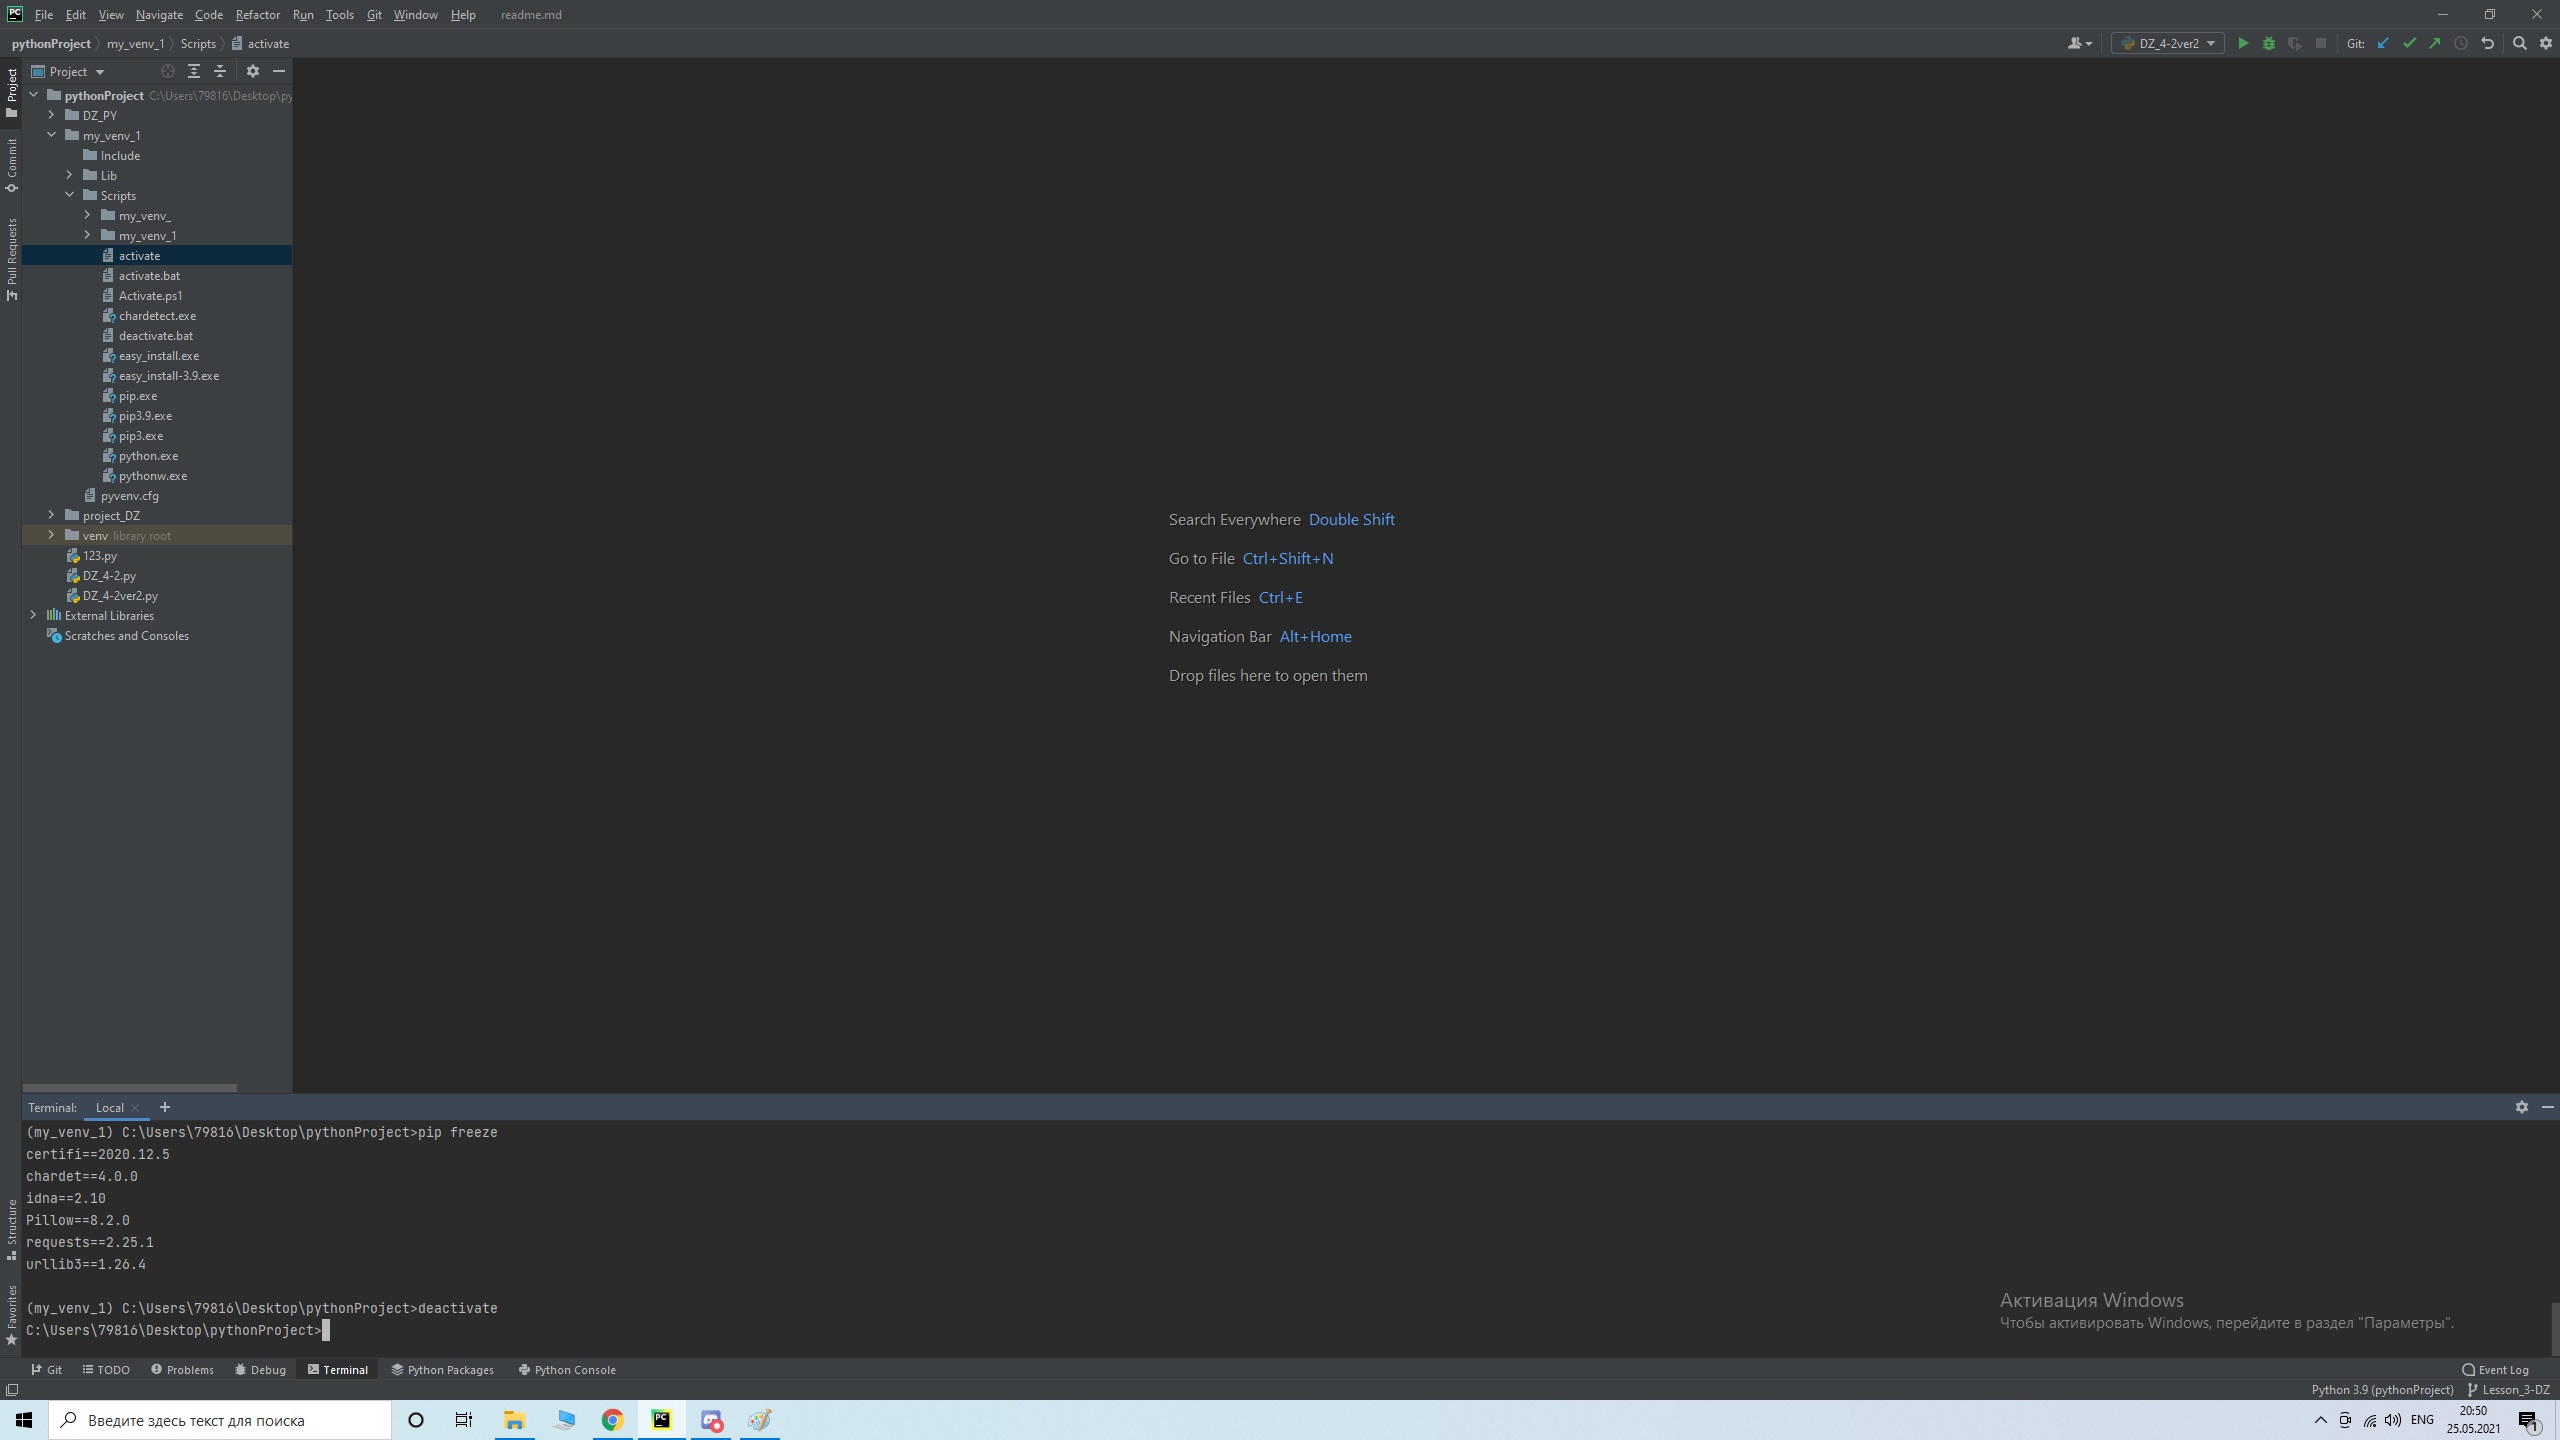 File Edit View Navigate Code Refactor Run Tools Git Window Help readme.md
pythonProject my_venv_1 Scripts activate
DZ_4-2ver2 Git:
Project
pythonProject C:\Users\79816\Desktop\py
DZ_PY
my_venv_1
Include
Lib
Scripts
my_venv_
my_venv_1
activate
activate.bat
Activate.ps1
chardetect.exe
deactivate.bat
easy_install.exe
easy_install-3.9.exe
pip.exe
pip3.9.exe
pip3.exe
python.exe
pythonw.exe
pyvenv.cfg
project_DZ
venv library root
123.py
DZ_4-2.py
DZ_4-2ver2.py
External Libraries
Scratches and Consoles
Project
Commit
Pull Requests
Structure
Favorites
Search Everywhere Double Shift
Go to File Ctrl+Shift+N
Recent Files Ctrl+E
Navigation Bar Alt+Home
Drop files here to open them
Terminal: Local
(my_venv_1) C:\Users\79816\Desktop\pythonProject>pip freeze
certifi==2020.12.5
chardet==4.0.0
idna==2.10
Pillow==8.2.0
requests==2.25.1
urllib3==1.26.4
(my_venv_1) C:\Users\79816\Desktop\pythonProject>deactivate
C:\Users\79816\Desktop\pythonProject>
Активация Windows
Чтобы активировать Windows, перейдите в раздел "Параметры".
Git TODO Problems Debug Terminal Python Packages Python Console Event Log
Python 3.9 (pythonProject) Lesson_3-DZ
Введите здесь текст для поиска
PC
ENG
20:50
25.05.2021
1